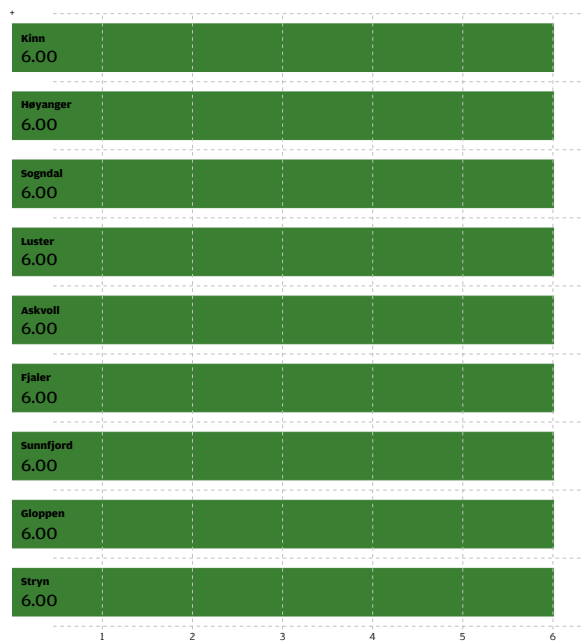 +
Kinn
6.00
Høyanger
6.00
Sogndal
6.00
Luster
6.00
Askvoll
6.00
Fjaler
6.00
Sunnfjord
6.00
Gloppen
6.00
Stryn
6.00
1 2 3 4 5 6